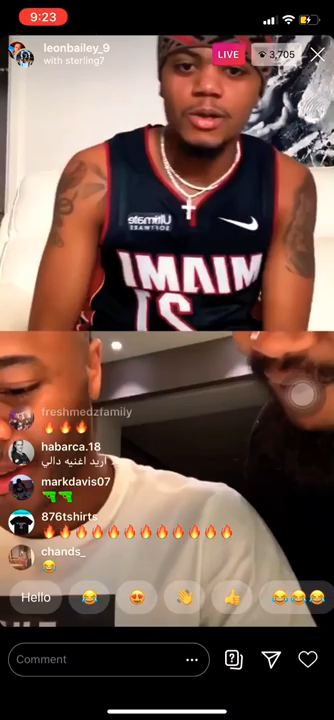 9:23
leonbailey_9
with sterling7
LIVE
3,705
Ultimate
SOFTWARE
MIAMI
21
freshmedzfamily
🔥🔥🔥
habarca.18
اريد اغنيه دالي
markdavis07
🔫🔫
876tshirts
🔥🔥🔥🔥🔥🔥🔥🔥🔥🔥🔥🔥🔥
chands_
😂
Hello
😂
😍
👋
👍
😂😂😂
Comment